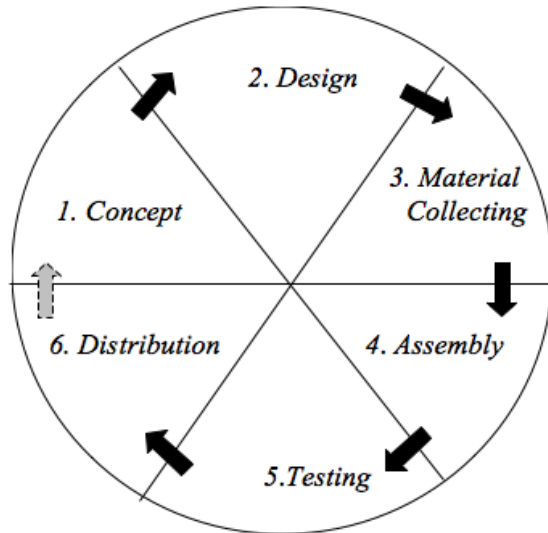 1. Concept
2. Design
3. Material
Collecting
4. Assembly
5.Testing
6. Distribution